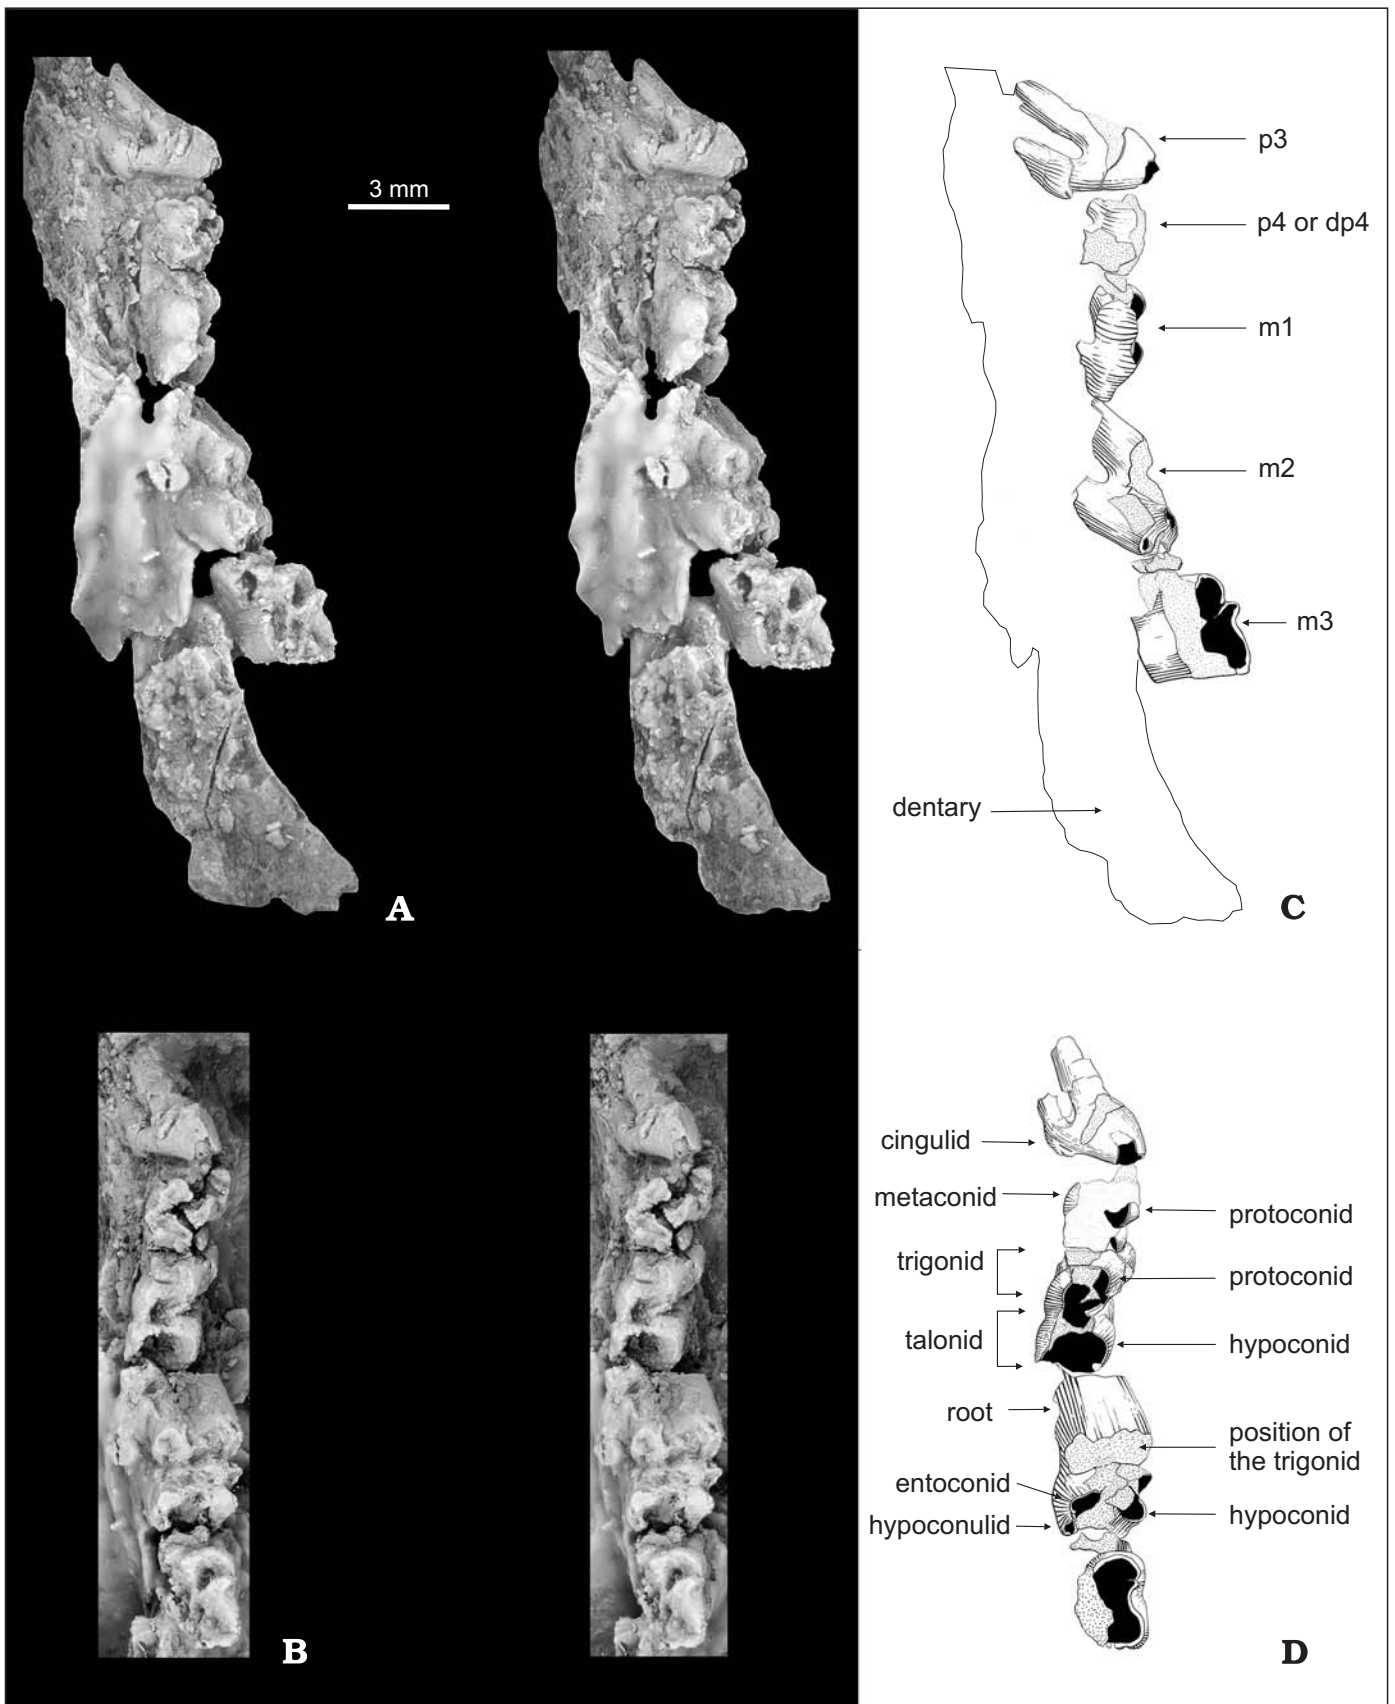 3 mm
p3
p4 or dp4
m1
m2
m3
dentary
A
C
cingulid
metaconid
protoconid
trigonid
protoconid
talonid
hypoconid
root
position of
the trigonid
entoconid
hypoconulid
hypoconid
B
D